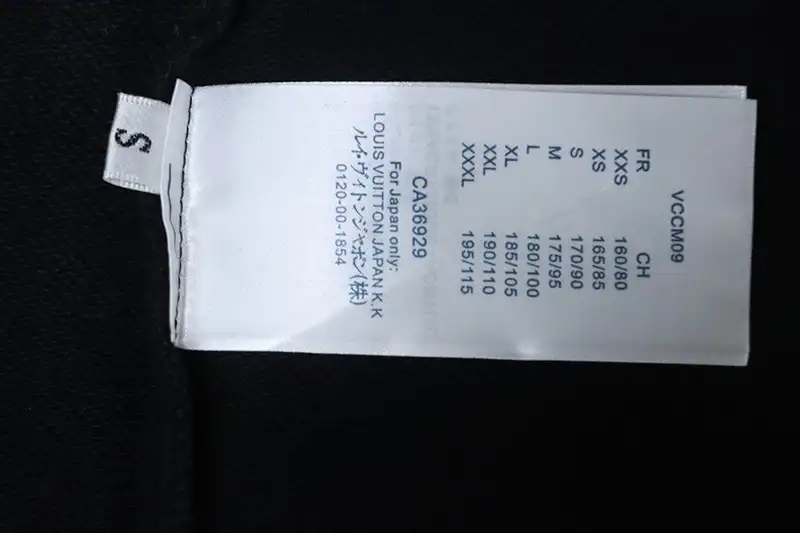 S
VCCM09
FR CH
XXS 160/80
XS 165/85
S 170/90
M 175/95
L 180/100
XL 185/105
XXL 190/110
XXXL 195/115
CA36929
For Japan only:
LOUIS VUITTON JAPAN K.K
ルイ・ヴィトンジャポン(株)
0120-00-1854